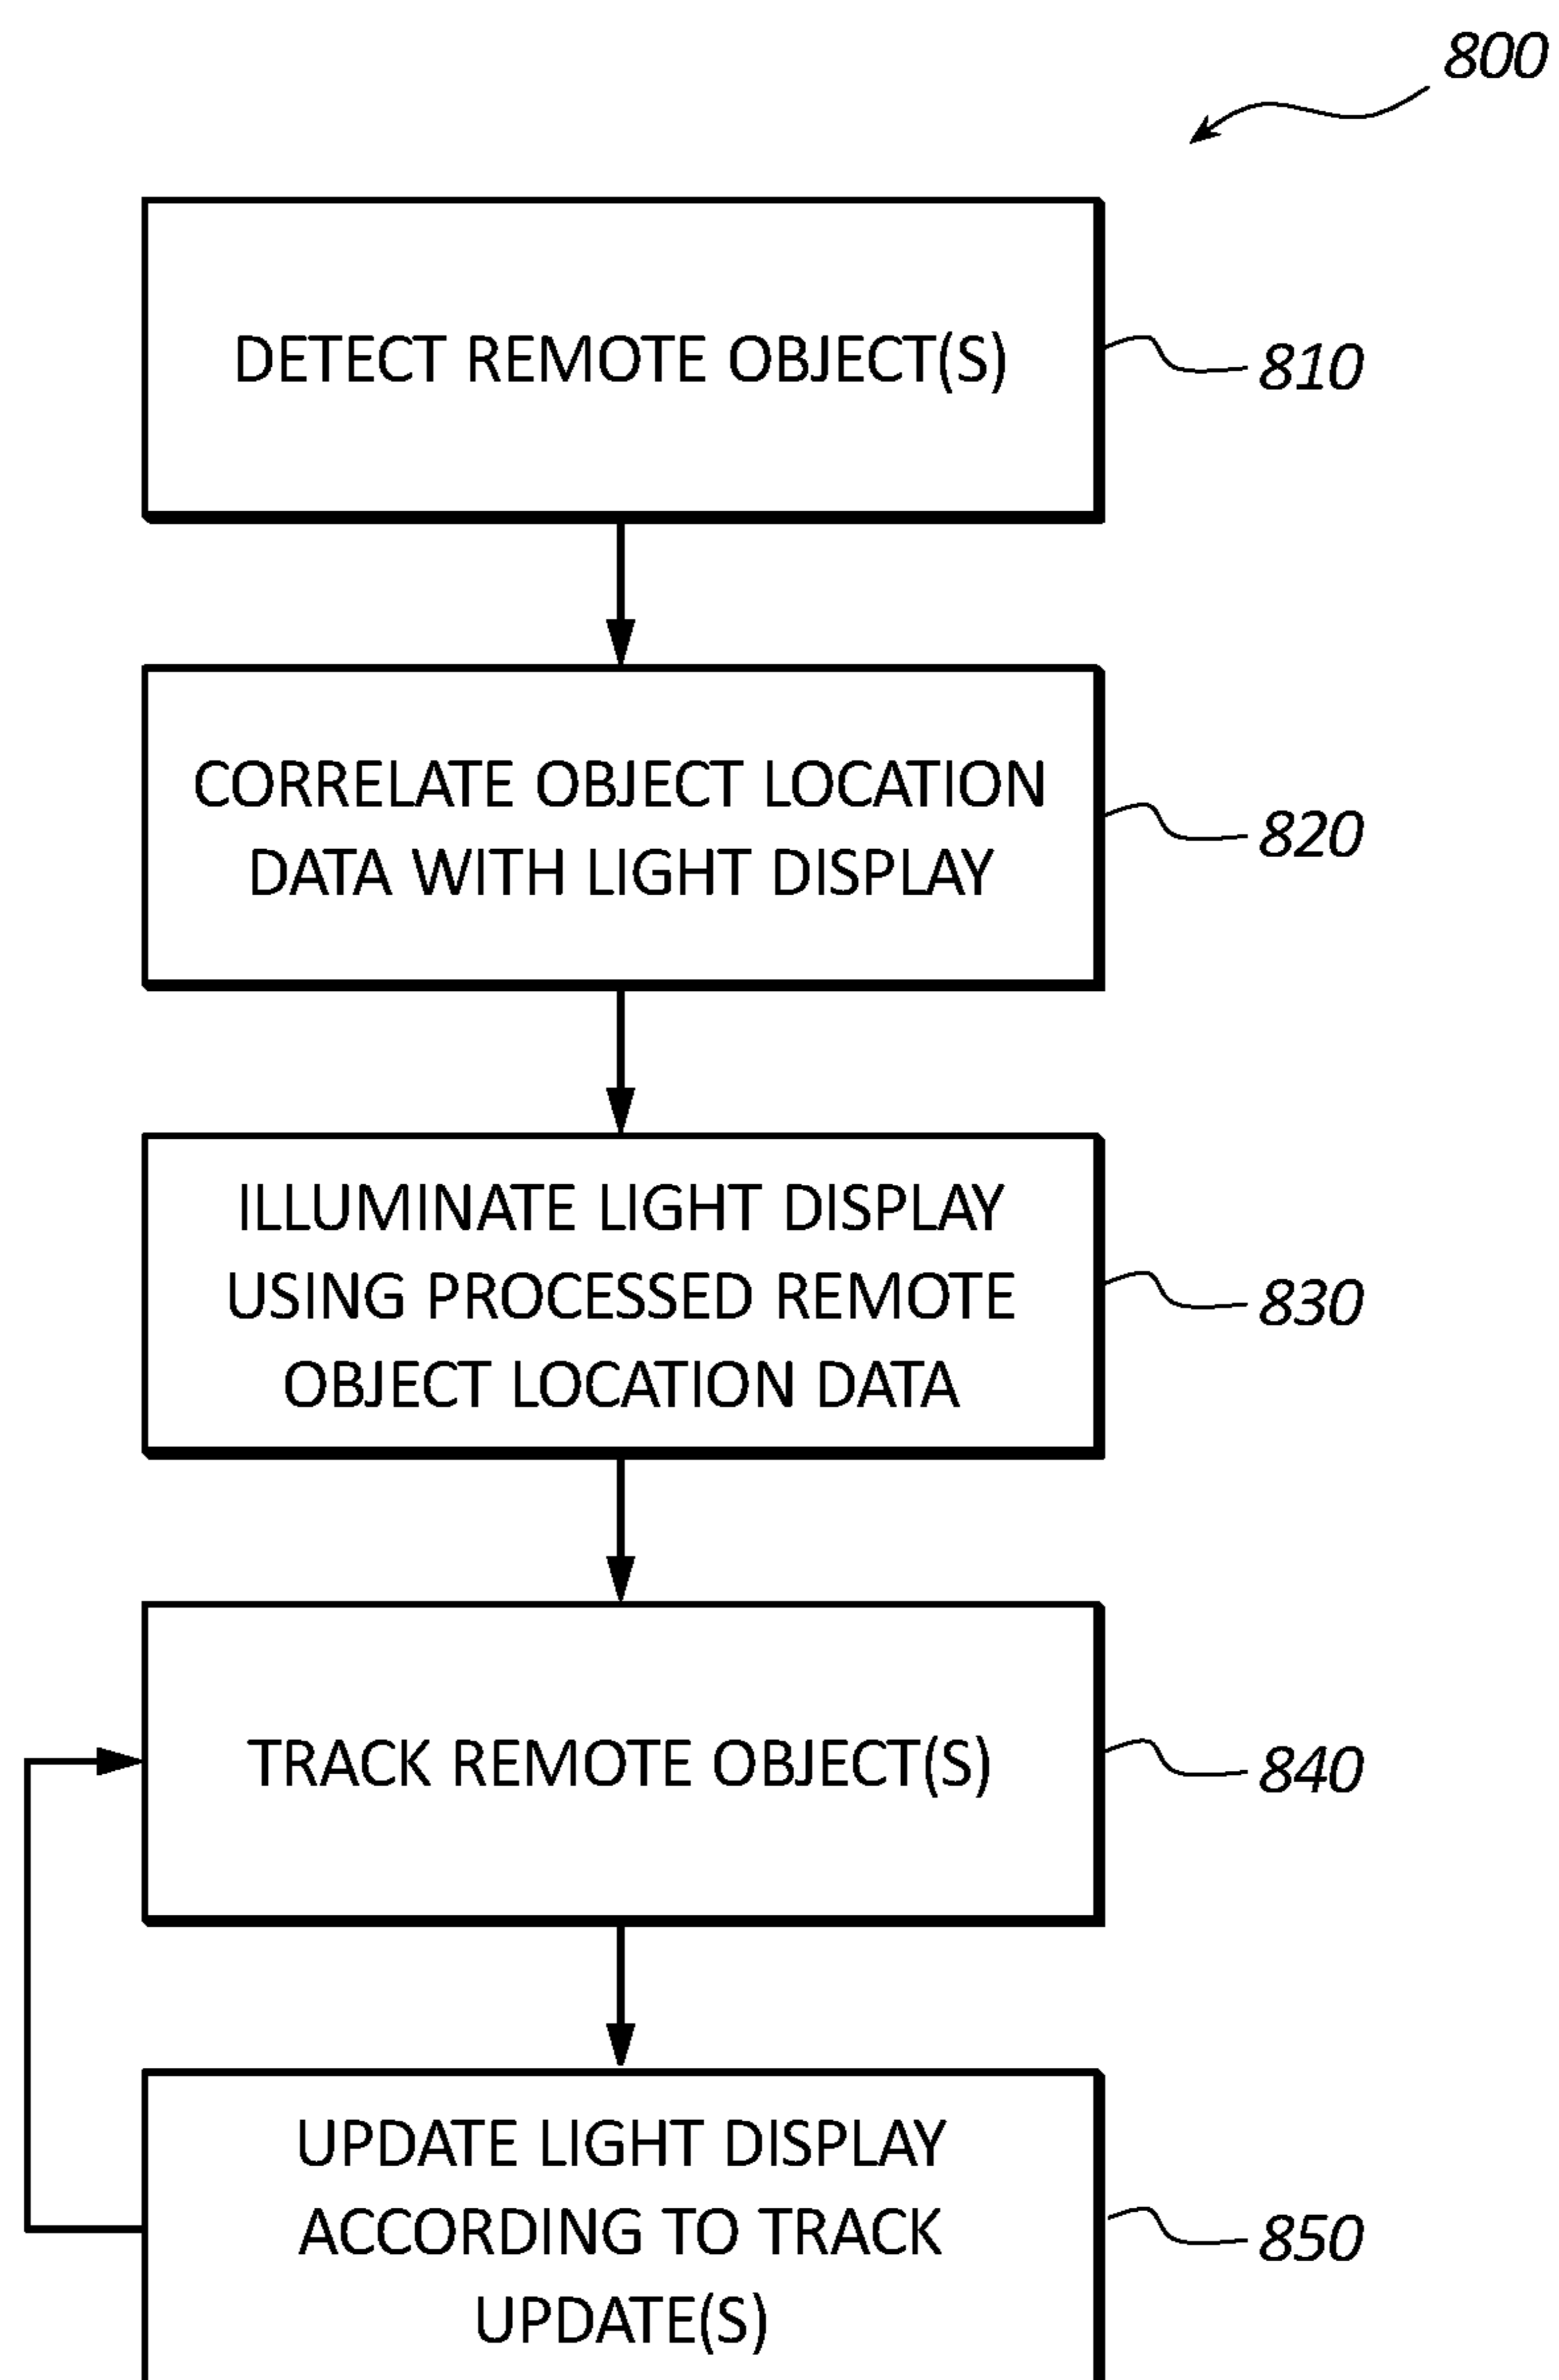 800
DETECT REMOTE OBJECT(S)
810
CORRELATE OBJECT LOCATION
DATA WITH LIGHT DISPLAY
820
ILLUMINATE LIGHT DISPLAY
USING PROCESSED REMOTE
OBJECT LOCATION DATA
830
TRACK REMOTE OBJECT(S)
840
UPDATE LIGHT DISPLAY
ACCORDING TO TRACK
UPDATE(S)
850